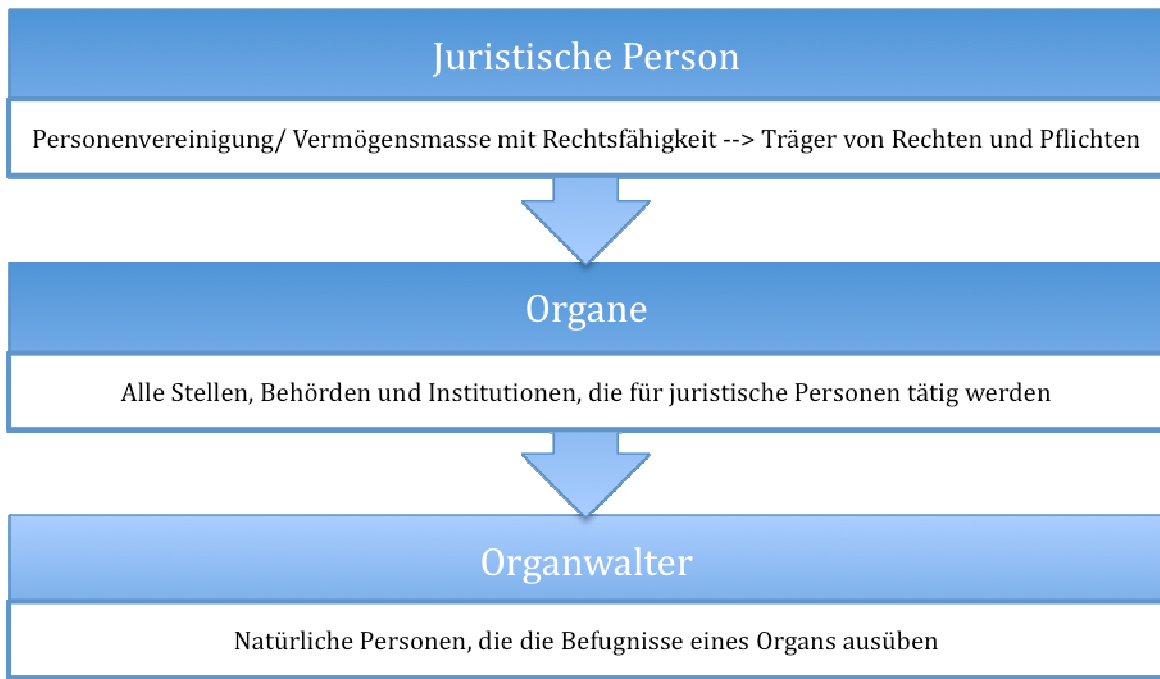 Juristische Person
Personenvereinigung/ Vermögensmasse mit Rechtsfähigkeit --> Träger von Rechten und Pflichten
Organe
Alle Stellen, Behörden und Institutionen, die für juristische Personen tätig werden
Organwalter
Natürliche Personen, die die Befugnisse eines Organs ausüben